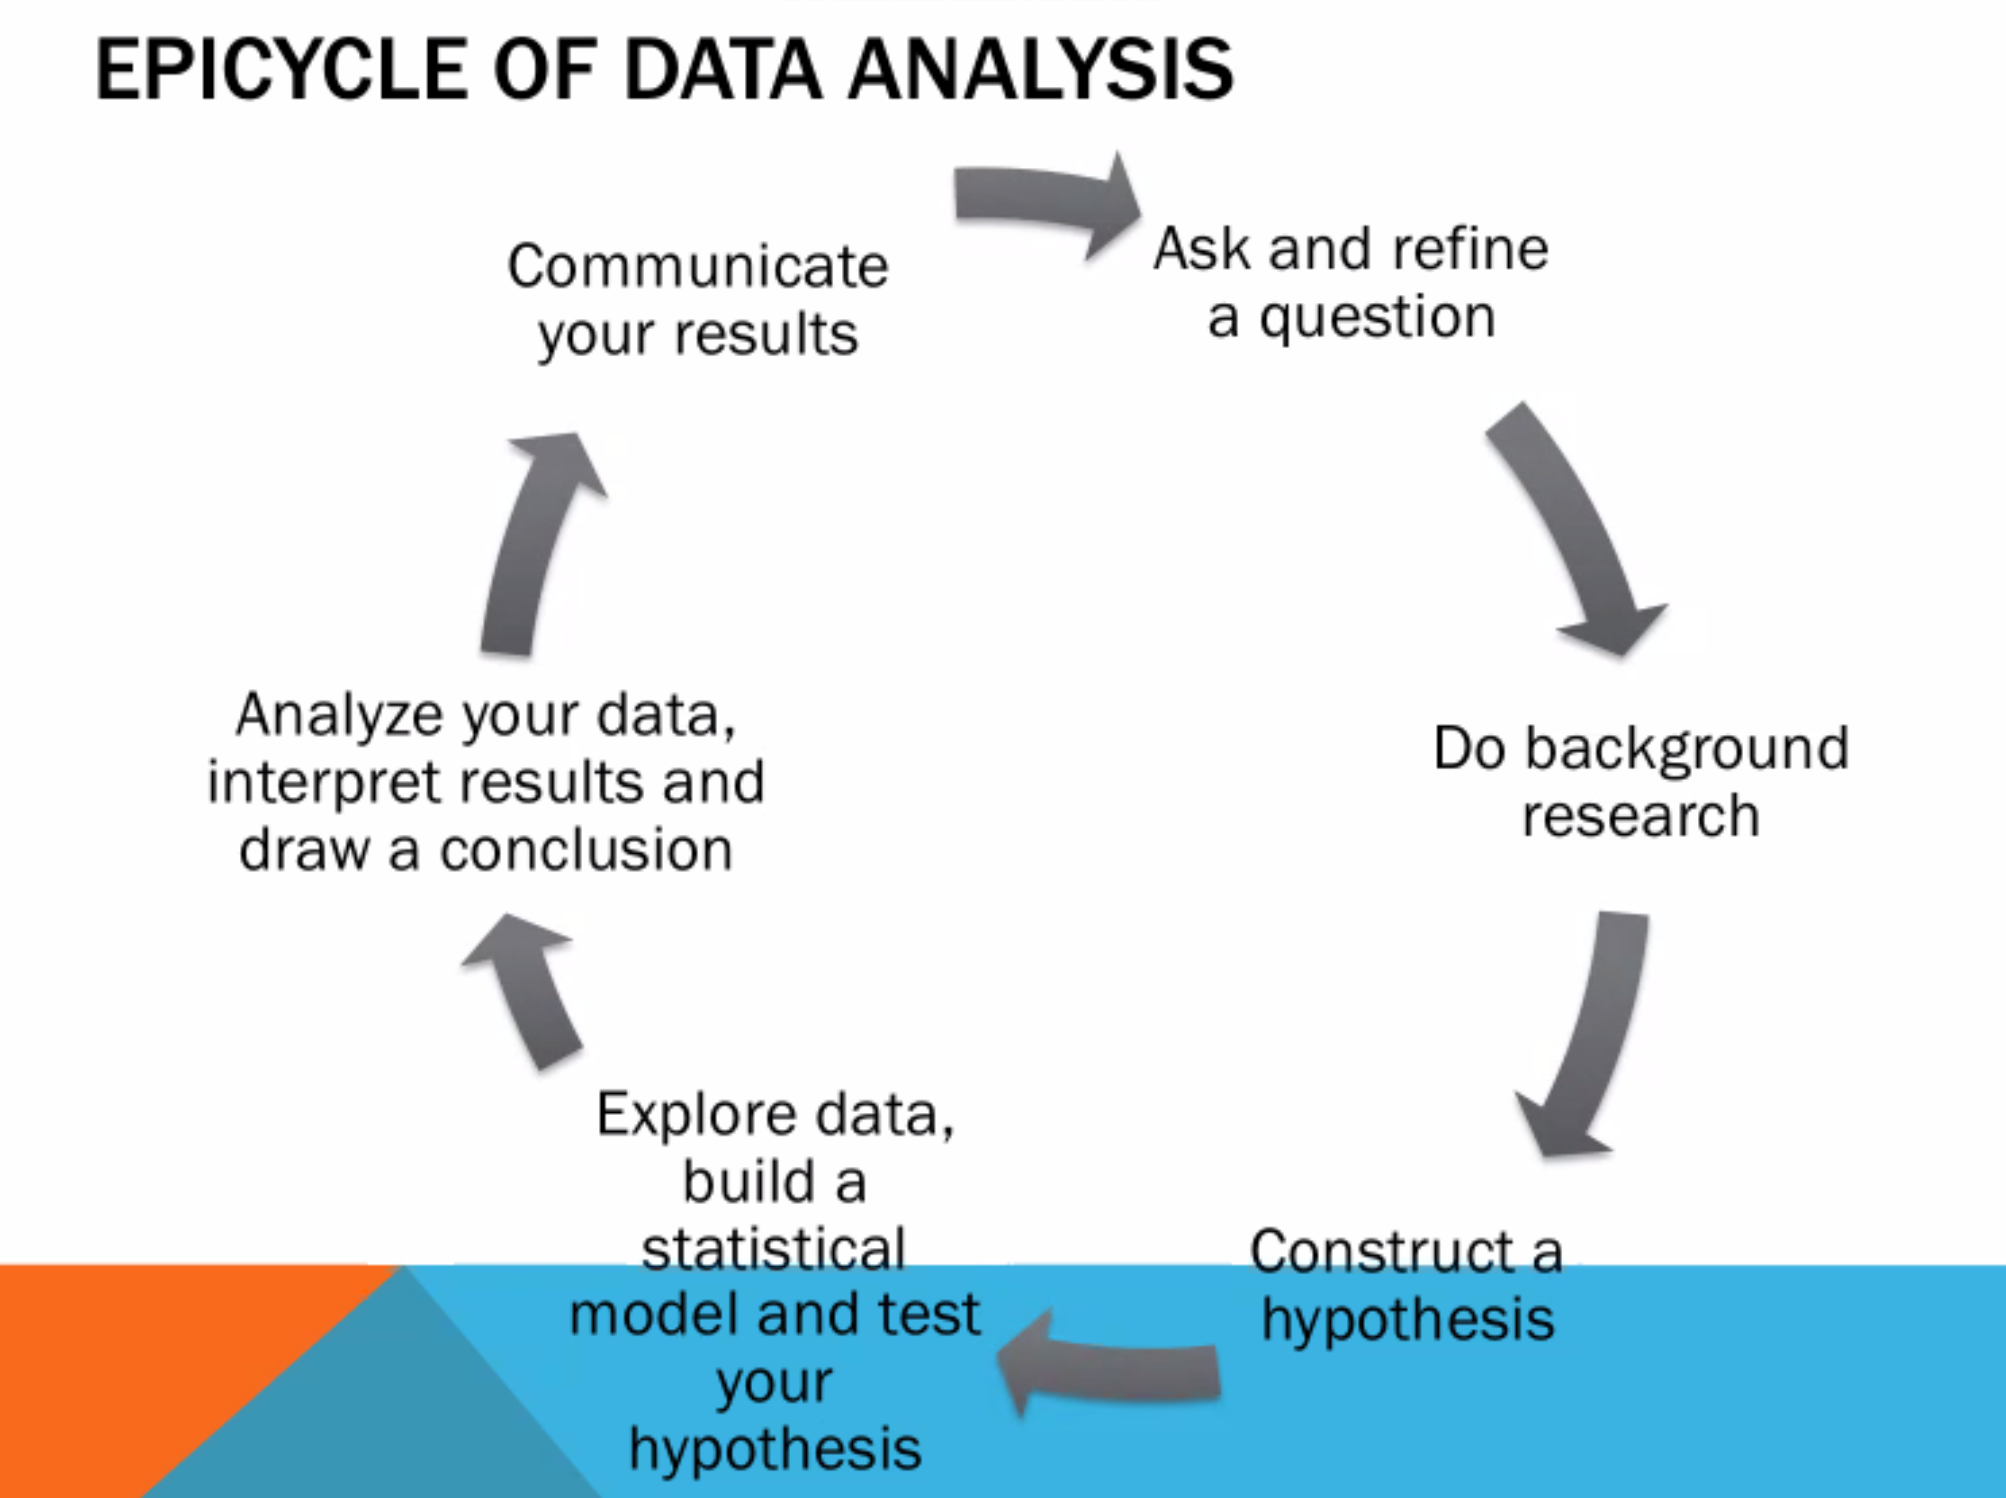 EPICYCLE OF DATA ANALYSIS
Ask and refine
a question
Do background
research
Construct a
hypothesis
Explore data,
build a
statistical
model and test
your
hypothesis
Analyze your data,
interpret results and
draw a conclusion
Communicate
your results